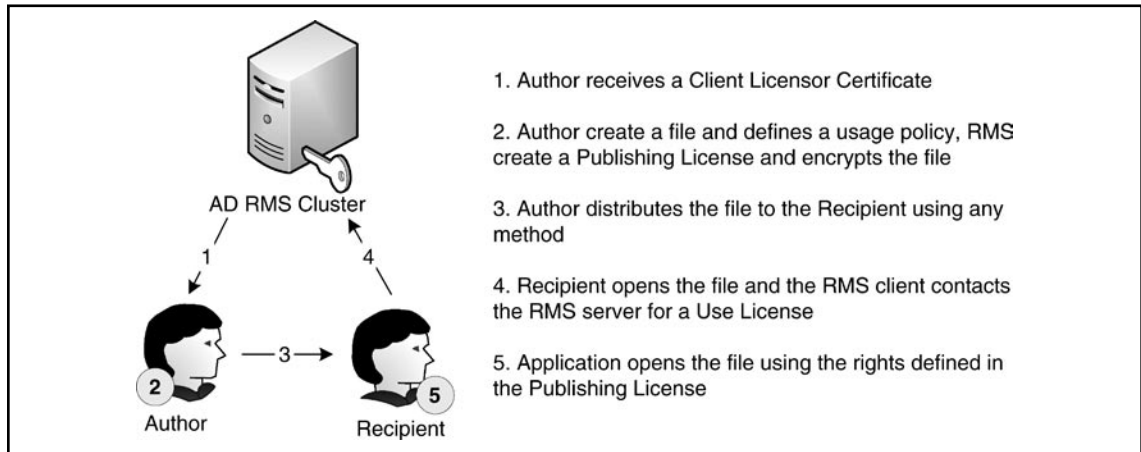 AD RMS Cluster
1
4
3
2
Author
5
Recipient
1. Author receives a Client Licensor Certificate
2. Author create a file and defines a usage policy, RMS
create a Publishing License and encrypts the file
3. Author distributes the file to the Recipient using any
method
4. Recipient opens the file and the RMS client contacts
the RMS server for a Use License
5. Application opens the file using the rights defined in
the Publishing License